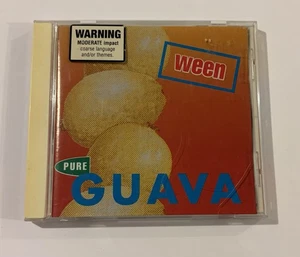 WARNING
MODERATE impact
coarse language
and/or themes.
ween
PURE
GUAVA